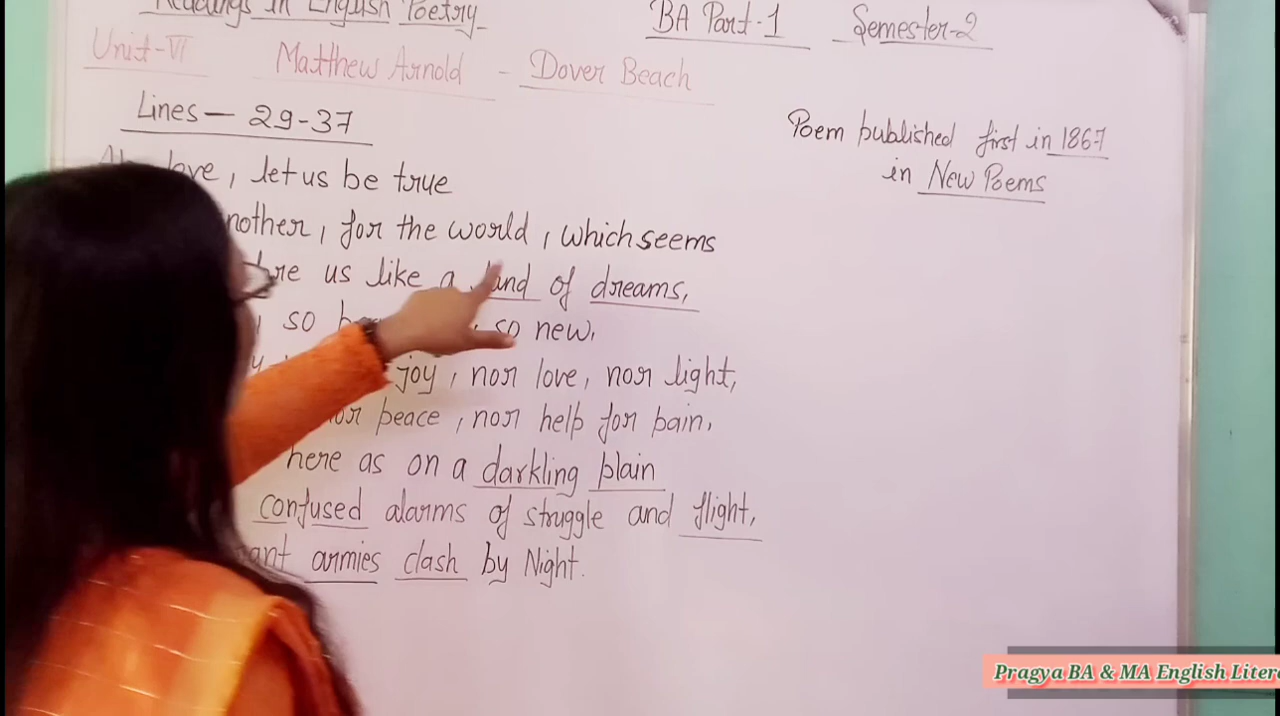 Readings in English Poetry
BA Part-1 Semester-2
Unit-VI Matthew Arnold - Dover Beach
Lines - 29-37
Poem published first in 1867
in New Poems
love, let us be true
nother, for the world, which seems
us like a land of dreams,
so so new,
joy, nor love, nor light,
nor peace, nor help for pain,
here as on a darkling plain
confused alarms of struggle and flight,
armies clash by Night.
Pragya BA & MA English Liter